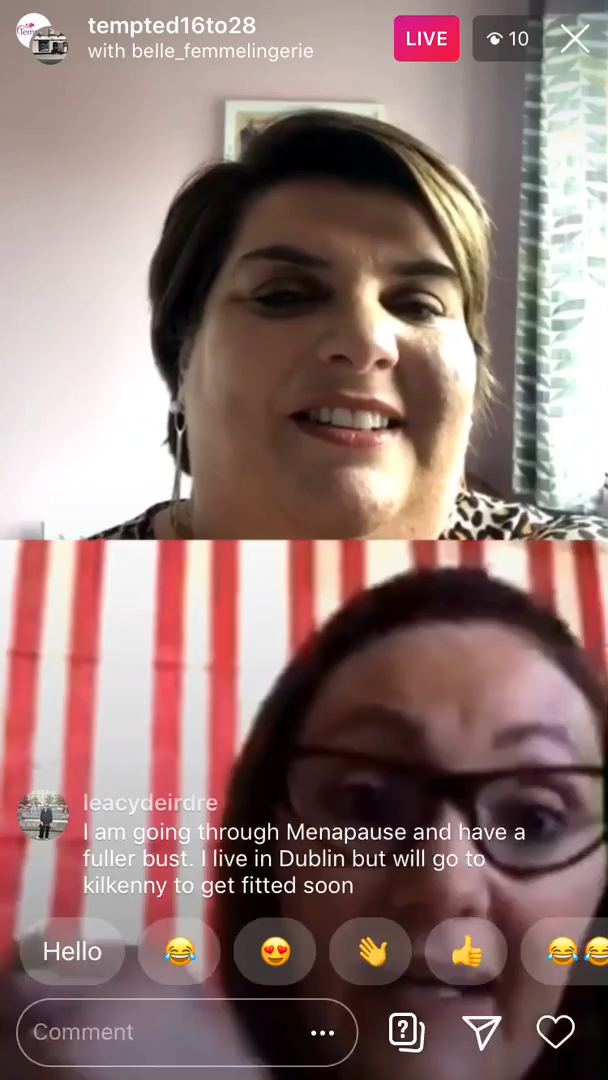 tempted16to28
with belle_femmelingerie
LIVE
10
leacydeirdre
I am going through Menapause and have a
fuller bust. I live in Dublin but will go to
kilkenny to get fitted soon
Hello
Comment